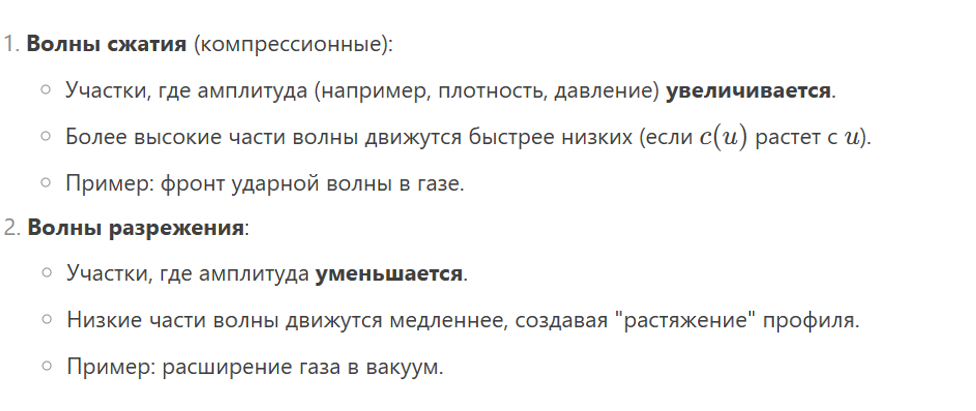 1. Волны сжатия (компрессионные):
○ Участки, где амплитуда (например, плотность, давление) увеличивается.
○ Более высокие части волны движутся быстрее низких (если c(u) растет с u).
○ Пример: фронт ударной волны в газе.
2. Волны разрежения:
○ Участки, где амплитуда уменьшается.
○ Низкие части волны движутся медленнее, создавая "растяжение" профиля.
○ Пример: расширение газа в вакуум.